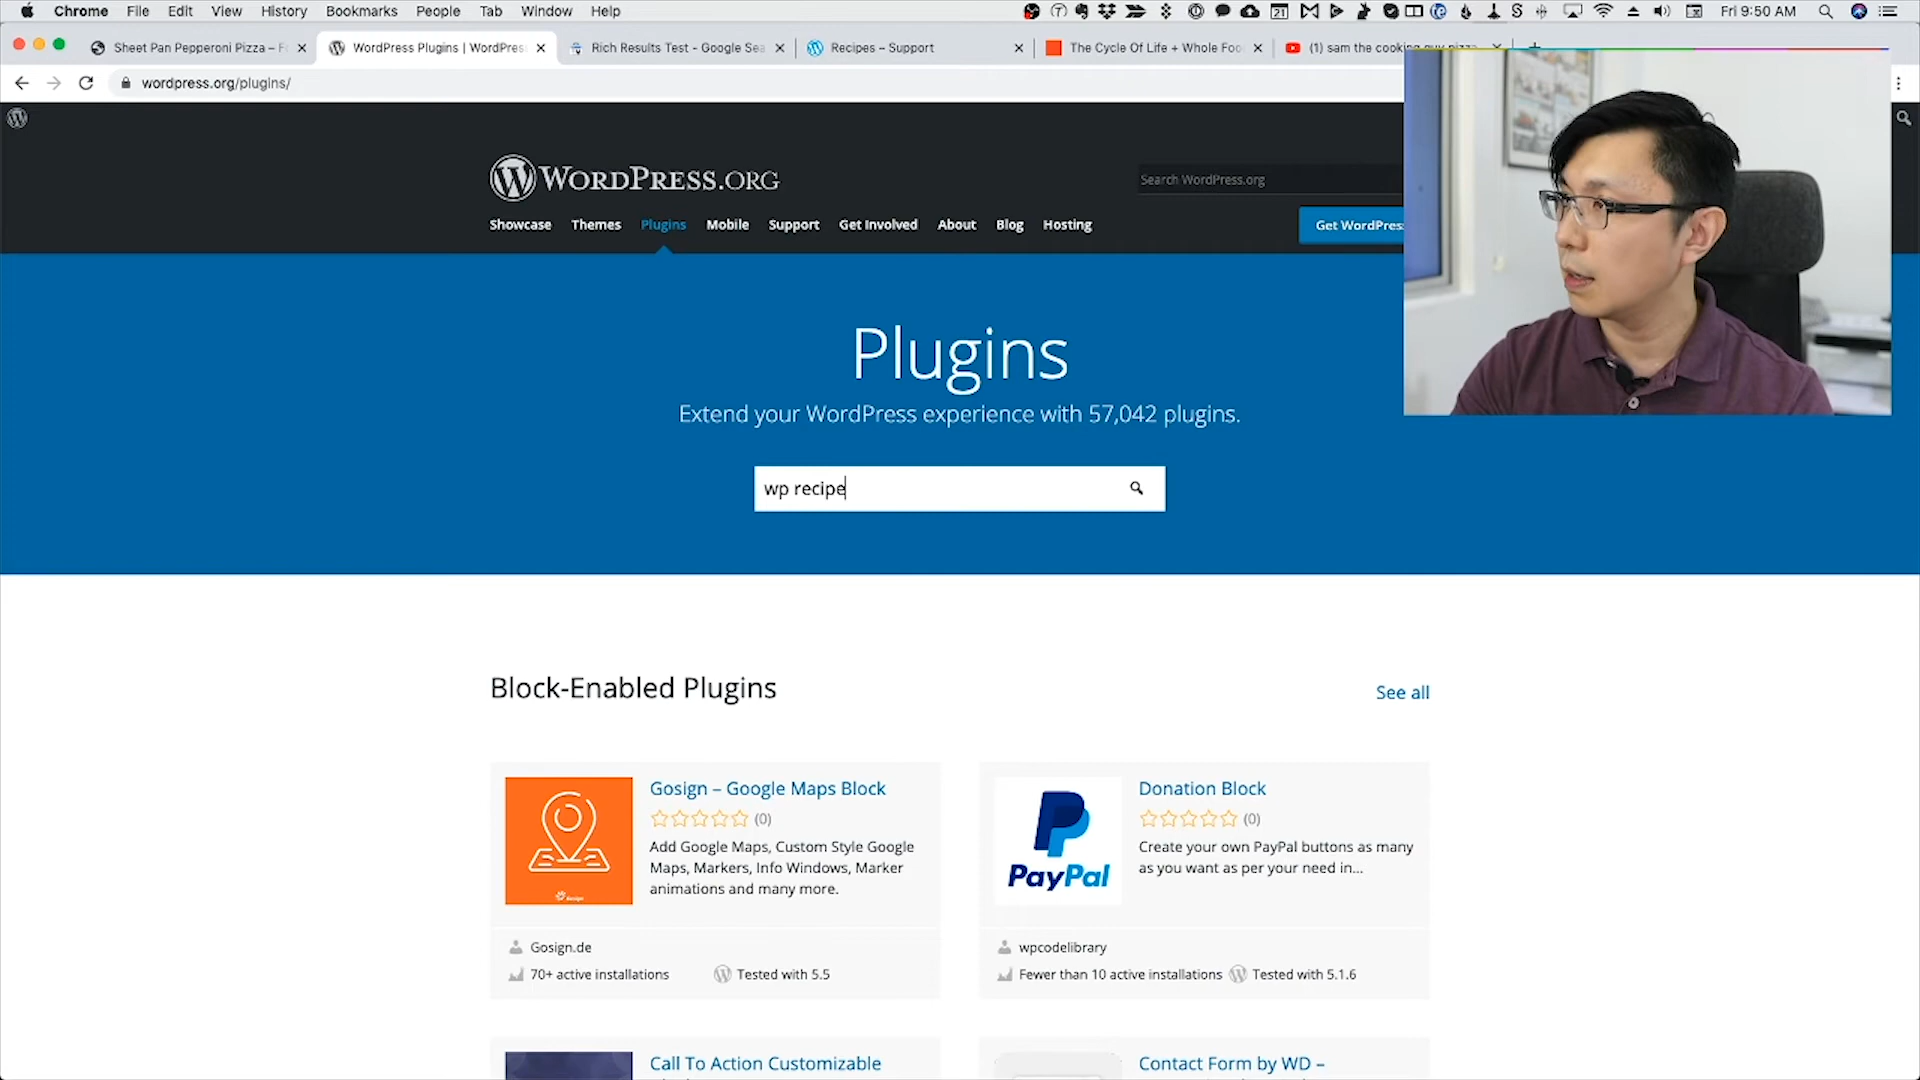 Chrome File Edit View History Bookmarks People Tab Window Help
Fri 9:50 AM
Sheet Pan Pepperoni Pizza –
WordPress Plugins | WordPres
Rich Results Test - Google Sea
Recipes – Support
The Cycle Of Life + Whole Foo
(1) sam the cooking guy pizza
wordpress.org/plugins/
WORDPRESS.ORG
Search WordPress.org
Showcase Themes Plugins Mobile Support Get Involved About Blog Hosting
Get WordPress
Plugins
Extend your WordPress experience with 57,042 plugins.
wp recipe
Block-Enabled Plugins
See all
Gosign – Google Maps Block
(0)
Add Google Maps, Custom Style Google
Maps, Markers, Info Windows, Marker
animations and many more.
Gosign.de
70+ active installations
Tested with 5.5
PayPal
Donation Block
(0)
Create your own PayPal buttons as many
as you want as per your need in...
wpcodelibrary
Fewer than 10 active installations
Tested with 5.1.6
Call To Action Customizable
Contact Form by WD –